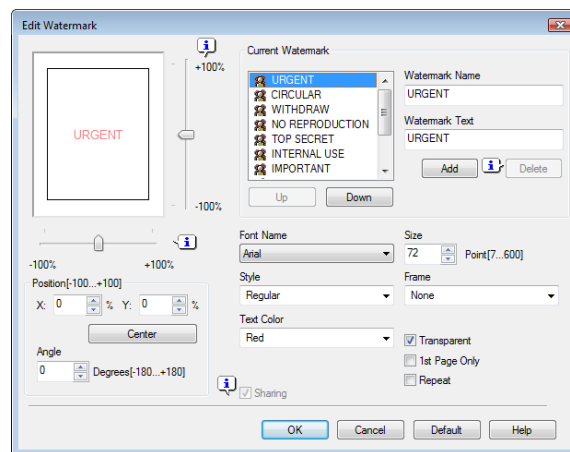 Edit Watermark
+100%
URGENT
-100%
-100%
+100%
Position[-100...+100]
X: 0 % Y: 0 %
Center
Angle
0 Degrees[-180...+180]
Current Watermark
URGENT
CIRCULAR
WITHDRAW
NO REPRODUCTION
TOP SECRET
INTERNAL USE
IMPORTANT
Up
Down
Watermark Name
URGENT
Watermark Text
URGENT
Add
Delete
Font Name
Arial
Size
72 Point[7...600]
Style
Regular
Frame
None
Text Color
Red
Transparent
1st Page Only
Repeat
Sharing
OK
Cancel
Default
Help